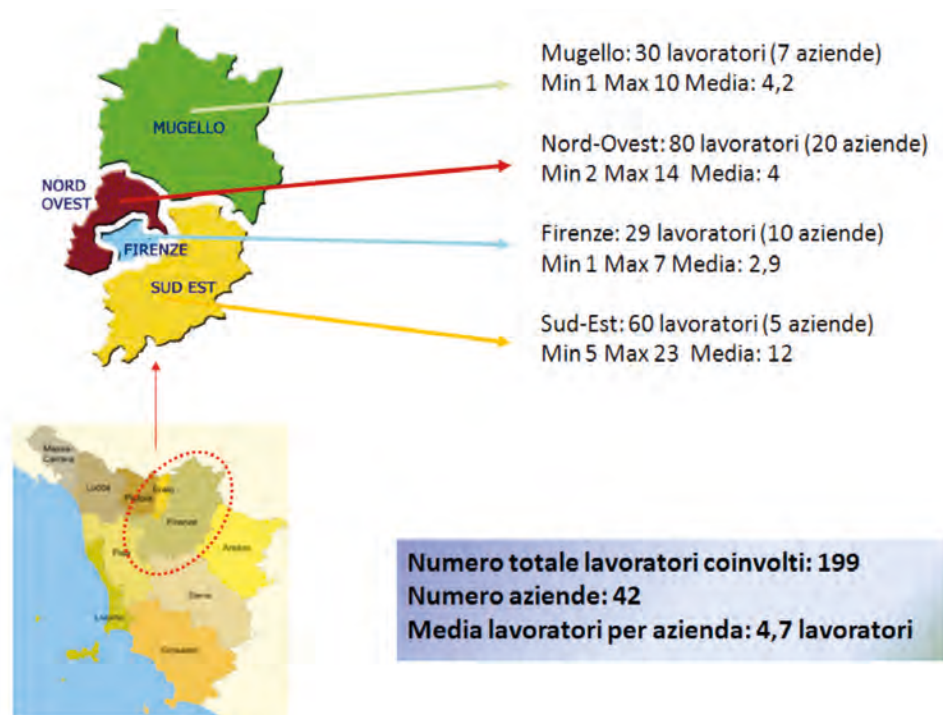 Mugello: 30 lavoratori (7 aziende)
Min 1 Max 10 Media: 4,2
MUGELLO
Nord-Ovest: 80 lavoratori (20 aziende)
Min 2 Max 14 Media: 4
NORD
OVEST
Firenze: 29 lavoratori (10 aziende)
Min 1 Max 7 Media: 2,9
FIRENZE
SUD EST
Sud-Est: 60 lavoratori (5 aziende)
Min 5 Max 23 Media: 12
Massa-
Carrara
Lucca
Pistoia
Prato
Firenze
Pisa
Arezzo
Siena
Livorno
Grosseto
Numero totale lavoratori coinvolti: 199
Numero aziende: 42
Media lavoratori per azienda: 4,7 lavoratori